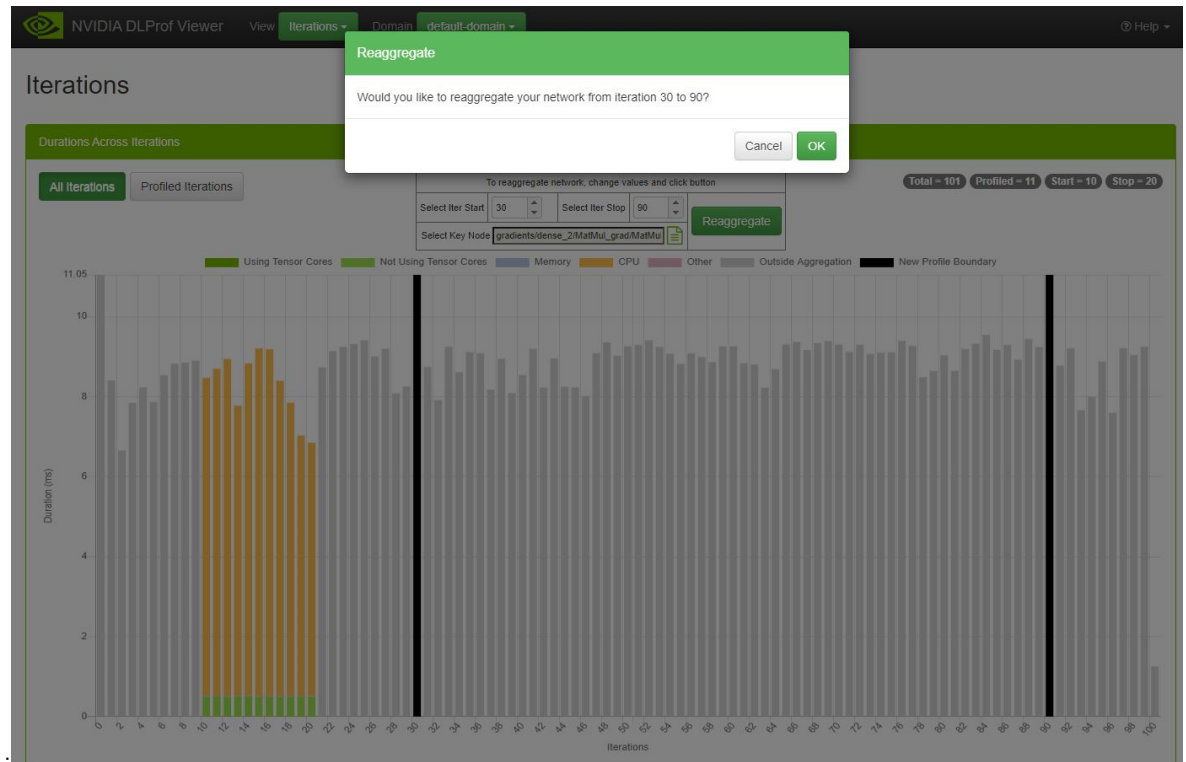 NVIDIA DLProf Viewer View Iterations Domain default-domain Help
Reaggregate
Would you like to reaggregate your network from iteration 30 to 90?
Cancel OK
Iterations
Durations Across Iterations
All Iterations Profiled Iterations
To reaggregate network, change values and click button
Select Iter Start 30 Select Iter Stop 90
Reaggregate
Select Key Node gradients/dense_2/MatMul_grad/MatMul
Total = 101 Profiled = 11 Start = 10 Stop = 20
Using Tensor Cores Not Using Tensor Cores Memory CPU Other Outside Aggregation New Profile Boundary
11.05
10
8
6
4
2
0
Duration (ms)
0 2 4 6 8 10 12 14 16 18 20 22 24 26 28 30 32 34 36 38 40 42 44 46 48 50 52 54 56 58 60 62 64 66 68 70 72 74 76 78 80 82 84 86 88 90 92 94 96 98 100
Iterations
.